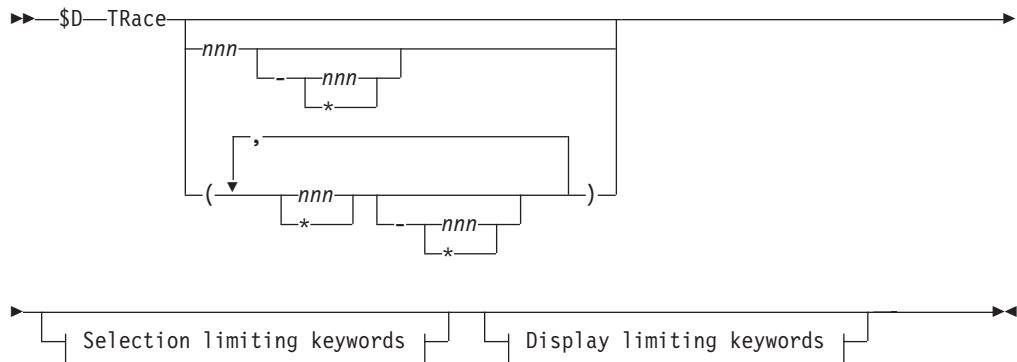 $D TRace
nnn
- nnn
*
,
( nnn )
* - nnn
*
Selection limiting keywords Display limiting keywords